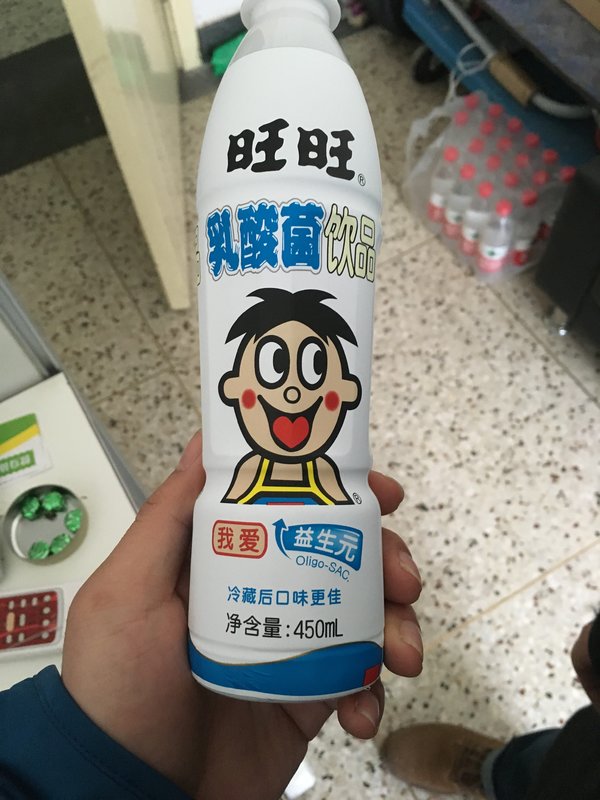 旺旺®
乳酸菌饮品
®
我爱
益生元
Oligo-SAC.
冷藏后口味更佳
净含量:450mL